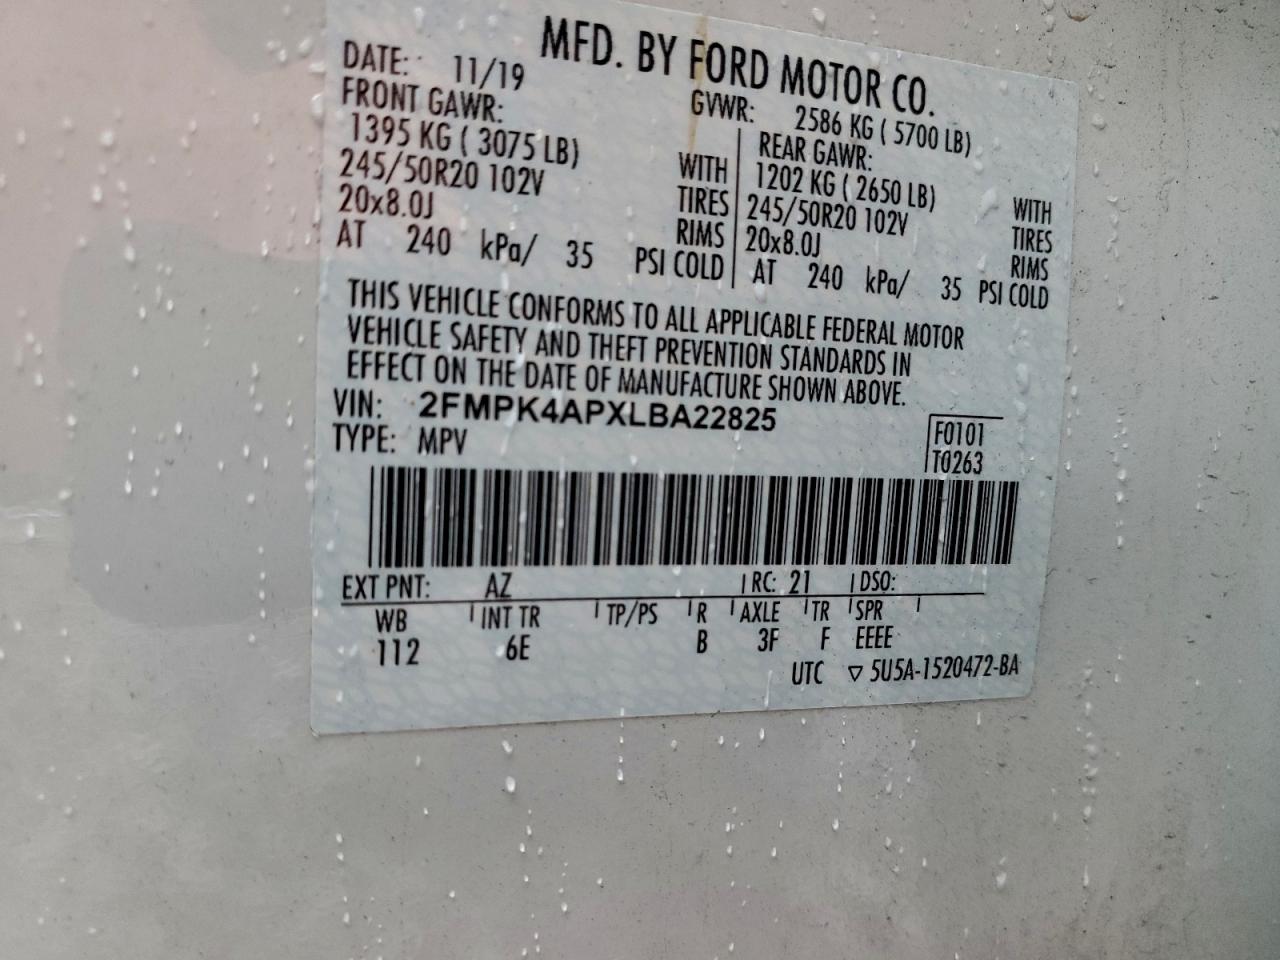 MFD. BY FORD MOTOR CO.
DATE: 11/19 GVWR: 2586 KG ( 5700 LB)
FRONT GAWR: REAR GAWR:
1395 KG ( 3075 LB) WITH 1202 KG ( 2650 LB) WITH
245/50R20 102V TIRES 245/50R20 102V TIRES
20x8.0J RIMS 20x8.0J RIMS
AT 240 kPa/ 35 PSI COLD AT 240 kPa/ 35 PSI COLD
THIS VEHICLE CONFORMS TO ALL APPLICABLE FEDERAL MOTOR
VEHICLE SAFETY AND THEFT PREVENTION STANDARDS IN
EFFECT ON THE DATE OF MANUFACTURE SHOWN ABOVE.
VIN: 2FMPK4APXLBA22825
TYPE: MPV
F0101
T0263
EXT PNT: AZ RC: 21 DSO:
WB INT TR TP/PS R AXLE TR SPR
112 6E B 3F F EEEE
UTC ▽ 5U5A-1520472-BA